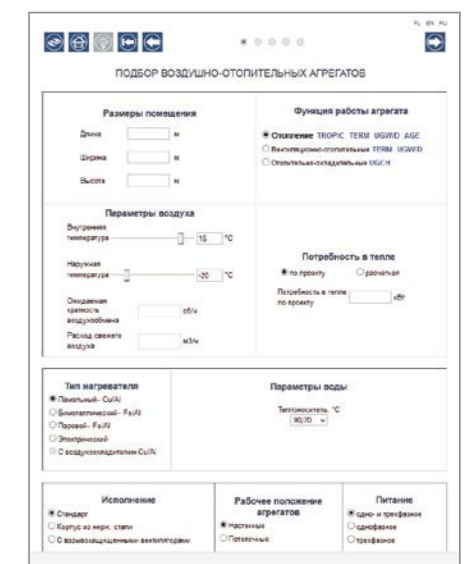 PL EN RU
ПОДБОР ВОЗДУШНО-ОТОПИТЕЛЬНЫХ АГРЕГАТОВ
Размеры помещения
Длина м
Ширина м
Высота м
Функция работы агрегата
Отопление TROPIC TERM UGW/D AGE
Вентиляционно-отопительные TERM UGW/D
Отопительно-охладительные UGCH
Параметры воздуха
Внутренняя
температура 15 °C
Наружная
температура -20 °C
Ожидаемая
кратность об/ч
воздухообмена
Расход свежего м3/ч
воздуха
Потребность в тепле
по проекту расчетная
Потребность в тепле кВт
по проекту
Тип нагревателя
Памельный- Cu/Al
Биметаллический- Fe/Al
Паровой- Fe/Al
Электрический
С воздухоохладителем Cu/Al
Параметры воды
Теплоноситель °C
90/70
Исполнение
Стандарт
Корпус из нерж. стали
С взрывозащищенными вентиляторами
Рабочее положение
агрегатов
Настенные
Потолочные
Питание
одно- и трехфазное
однофазное
трехфазное